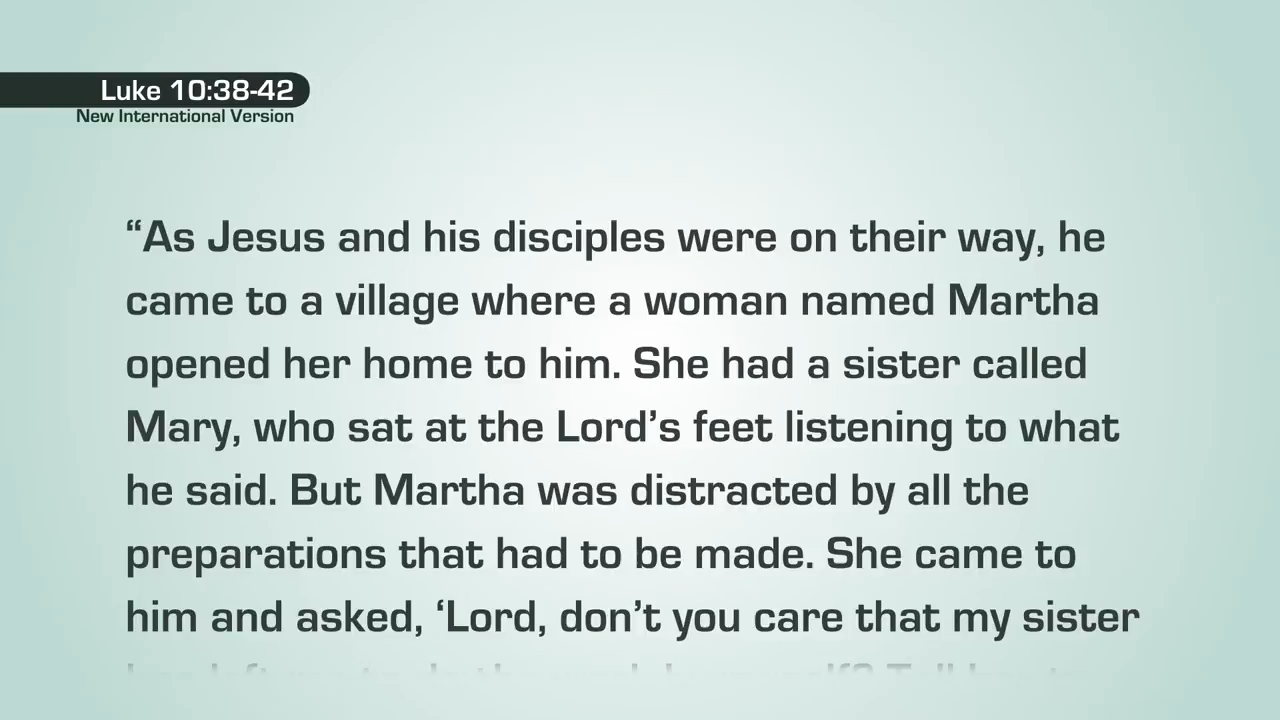 Luke 10:38-42
New International Version
“As Jesus and his disciples were on their way, he
came to a village where a woman named Martha
opened her home to him. She had a sister called
Mary, who sat at the Lord’s feet listening to what
he said. But Martha was distracted by all the
preparations that had to be made. She came to
him and asked, ‘Lord, don’t you care that my sister